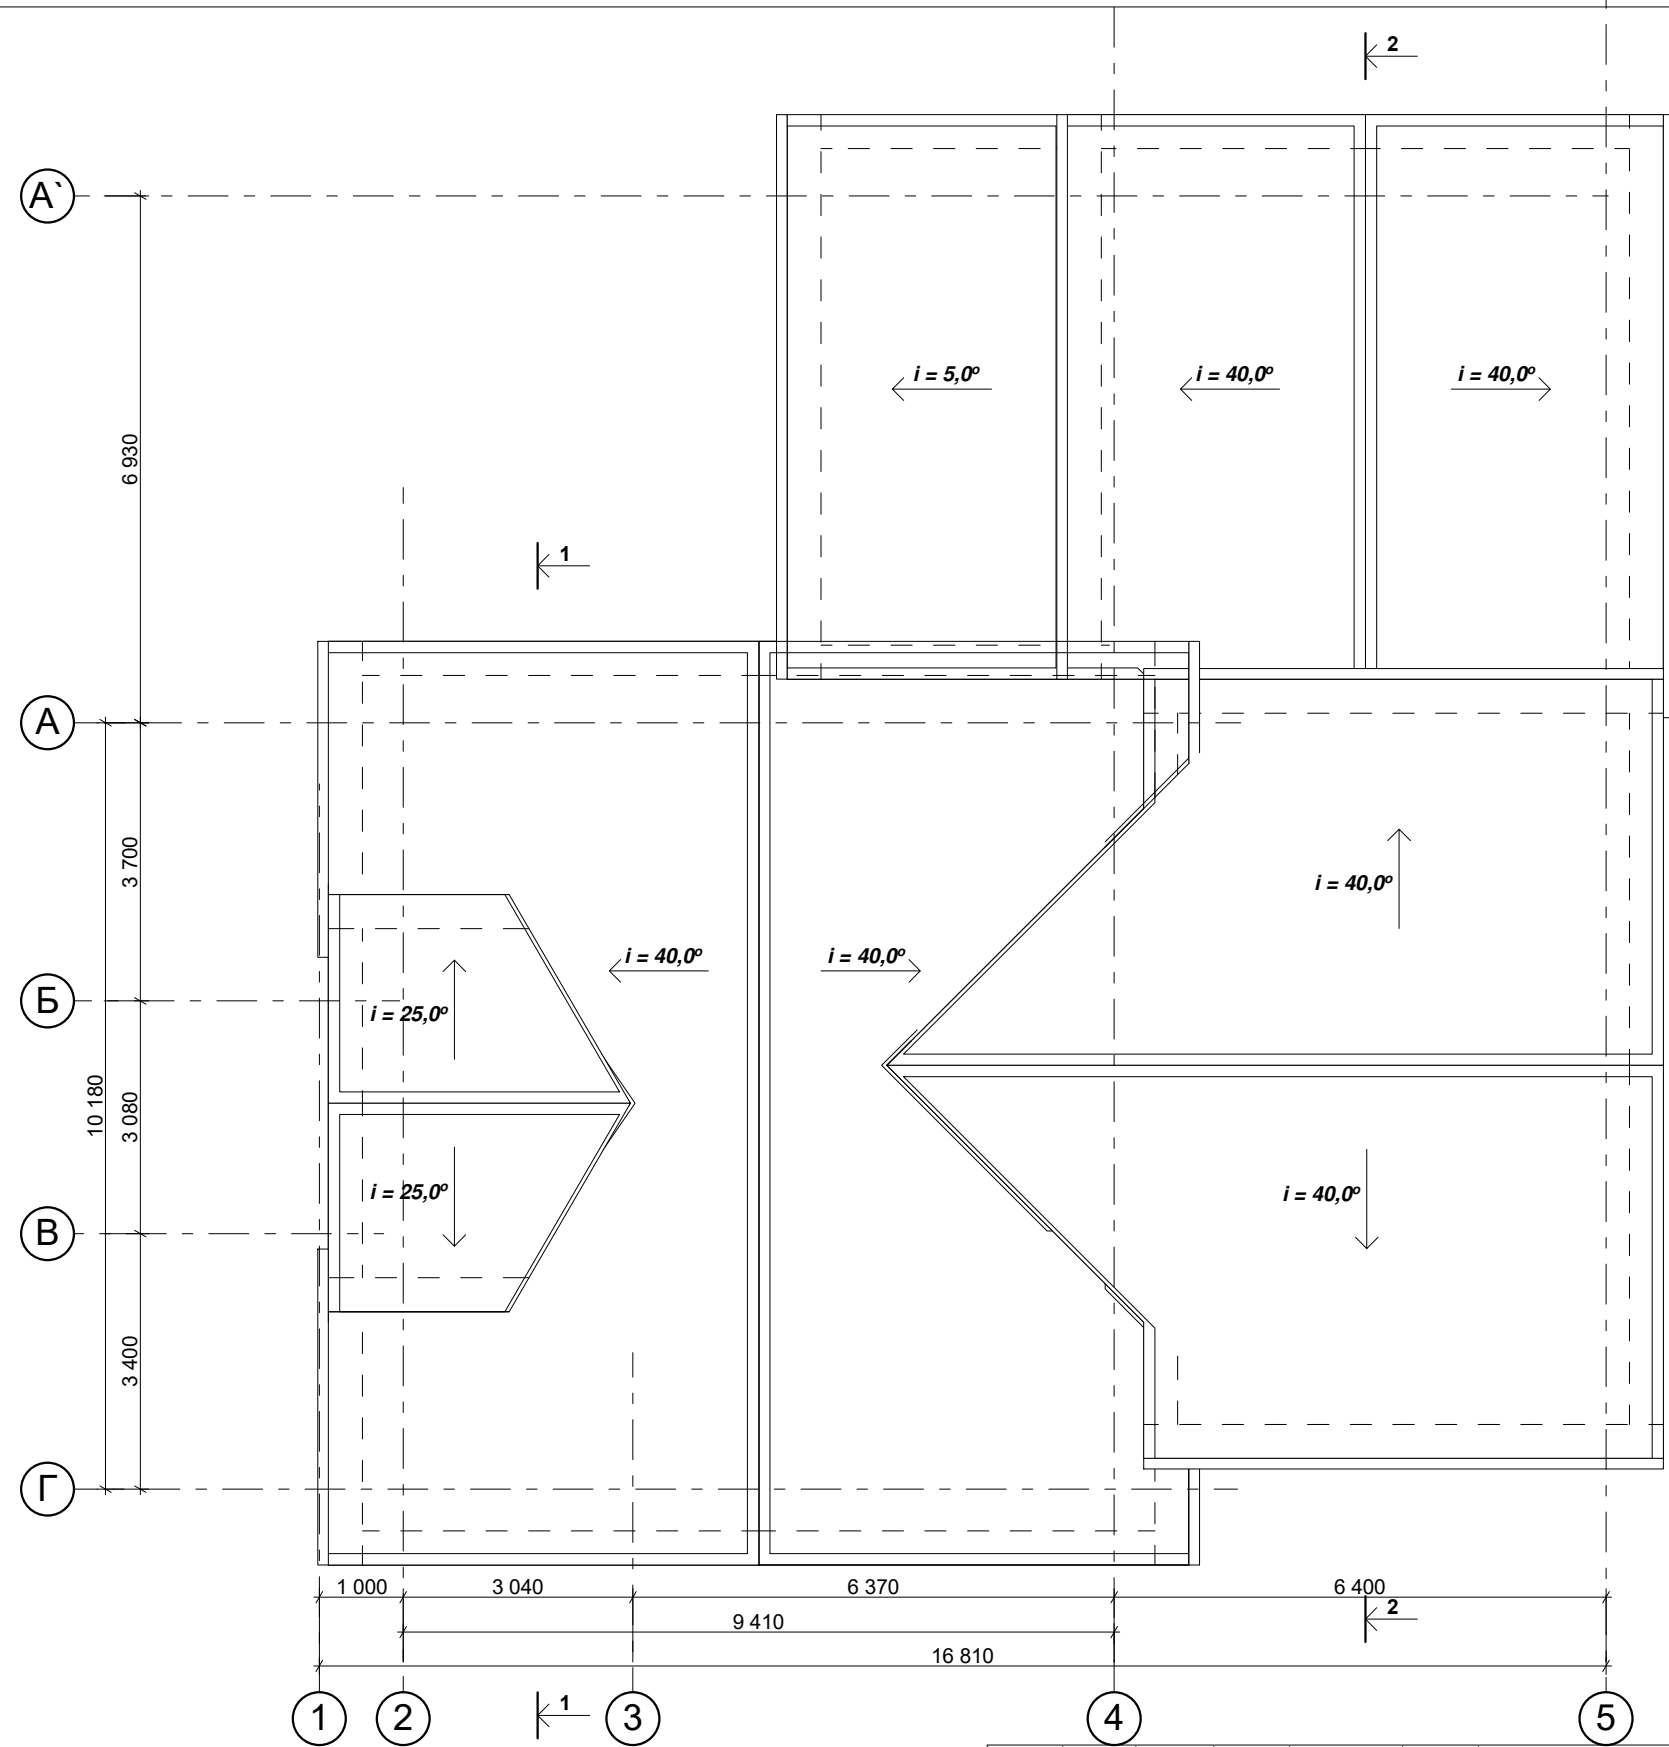 2
А`
i = 5,0º
i = 40,0º
i = 40,0º
6 930
1
А
3 700
i = 40,0º
i = 40,0º
i = 40,0º
Б
i = 25,0º
10 180
3 080
i = 25,0º
i = 40,0º
В
3 400
Г
1 000
3 040
6 370
6 400
2
9 410
16 810
1
1
2
3
4
5